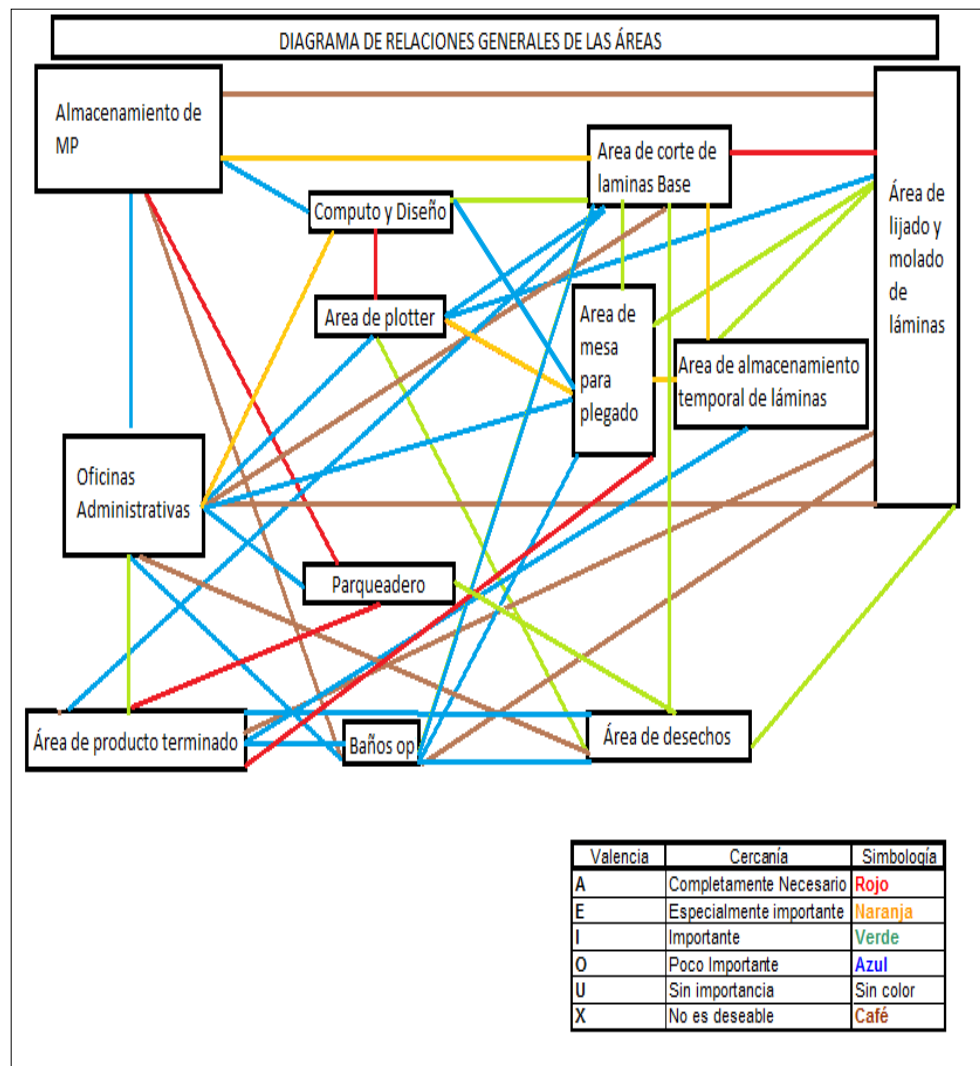 DIAGRAMA DE RELACIONES GENERALES DE LAS ÁREAS
Almacenamiento de
MP
Area de corte de
laminas Base
Área de
lijado y
molado
de
láminas
Computo y Diseño
Area de plotter
Area de
mesa
para
plegado
Area de almacenamiento
temporal de láminas
Oficinas
Administrativas
Parqueadero
Área de producto terminado
Baños op
Área de desechos
Valencia Cercanía Simbología
A Completamente Necesario Rojo
E Especialmente importante Naranja
I Importante Verde
O Poco Importante Azul
U Sin importancia Sin color
X No es deseable Café